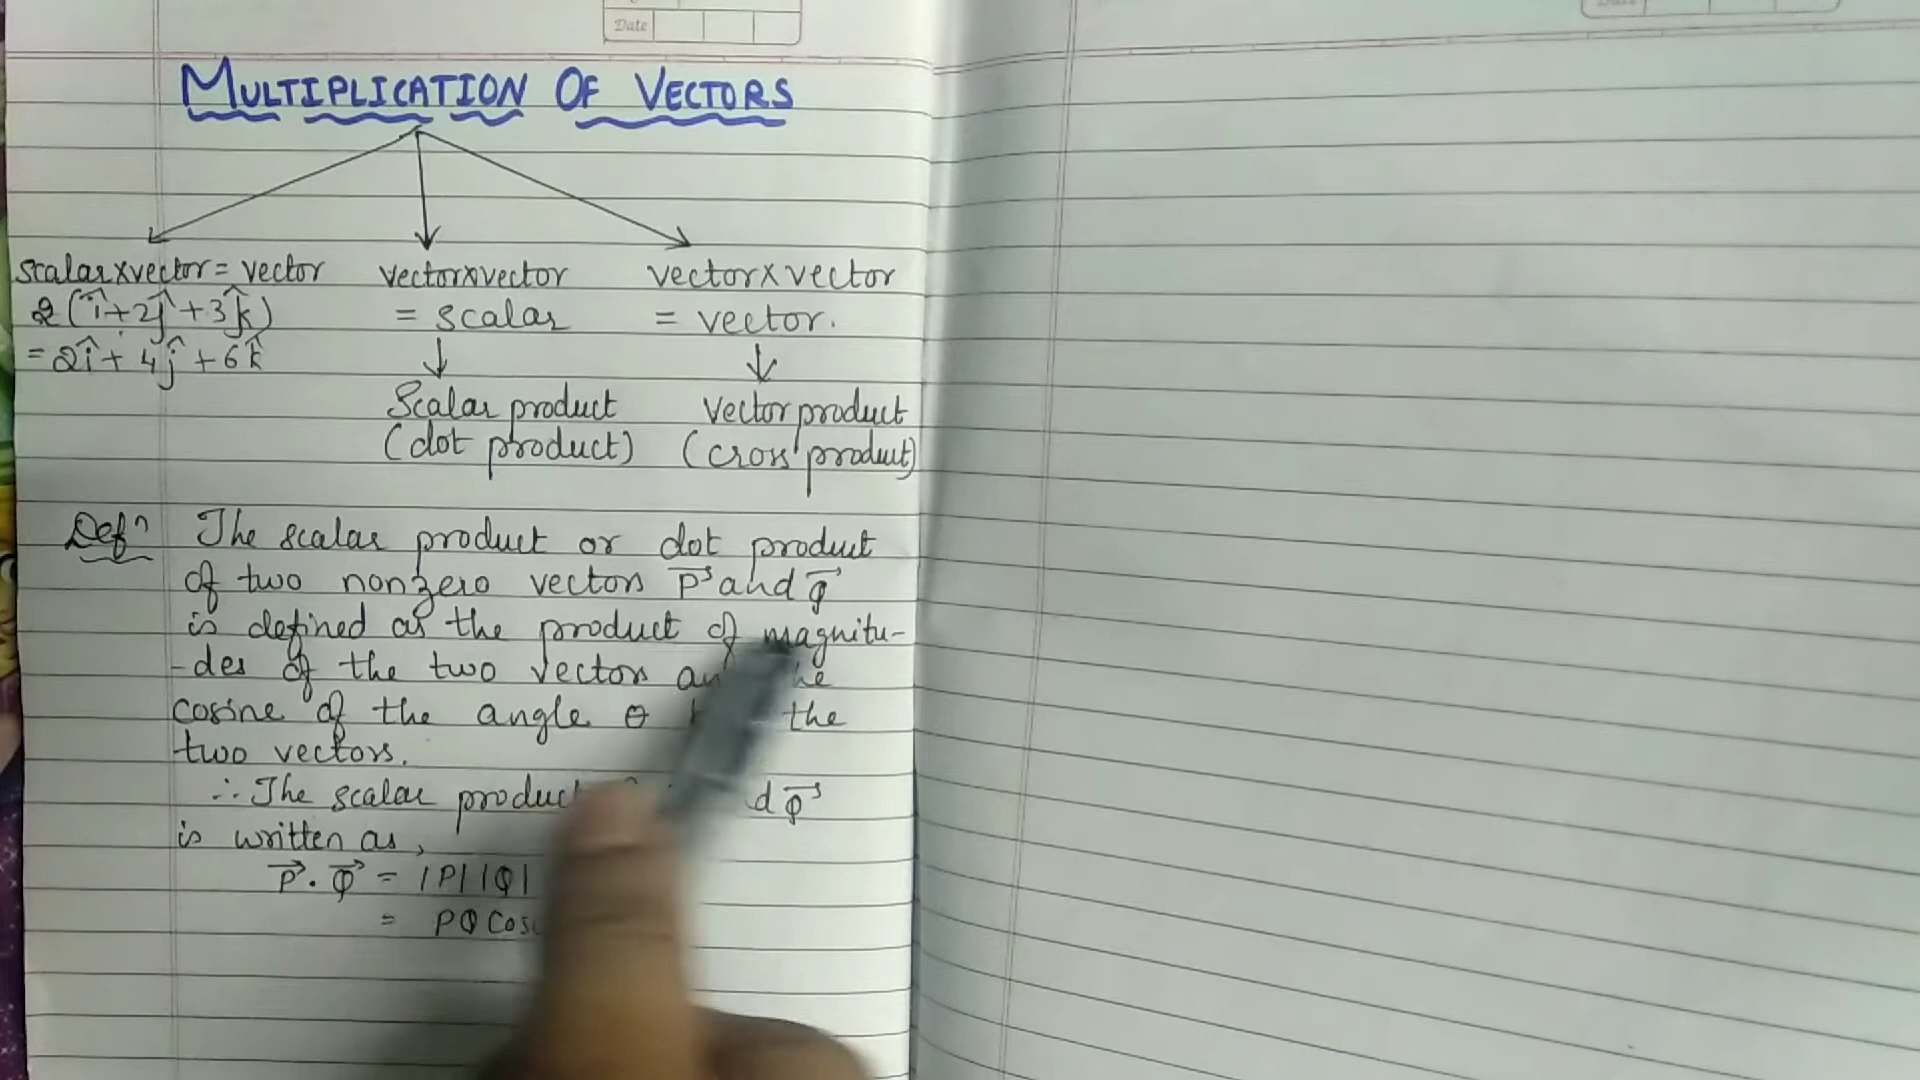 Date
MULTIPLICATION OF VECTORS
scalar×vector = vector
2(î+2ĵ+3k̂)
= 2î + 4ĵ + 6k̂
vector×vector
= scalar
↓
Scalar product
(dot product)
vector×vector
= vector.
↓
Vector product
(cross product)
Defⁿ The scalar product or dot product
of two nonzero vectors P⃗ and Q⃗
is defined as the product of magnitu-
-des of the two vectors
cosine of the angle θ the
two vectors.
∴ The scalar Q⃗
is written as,
P⃗ . Q⃗ = |P| |Q|
= PQ